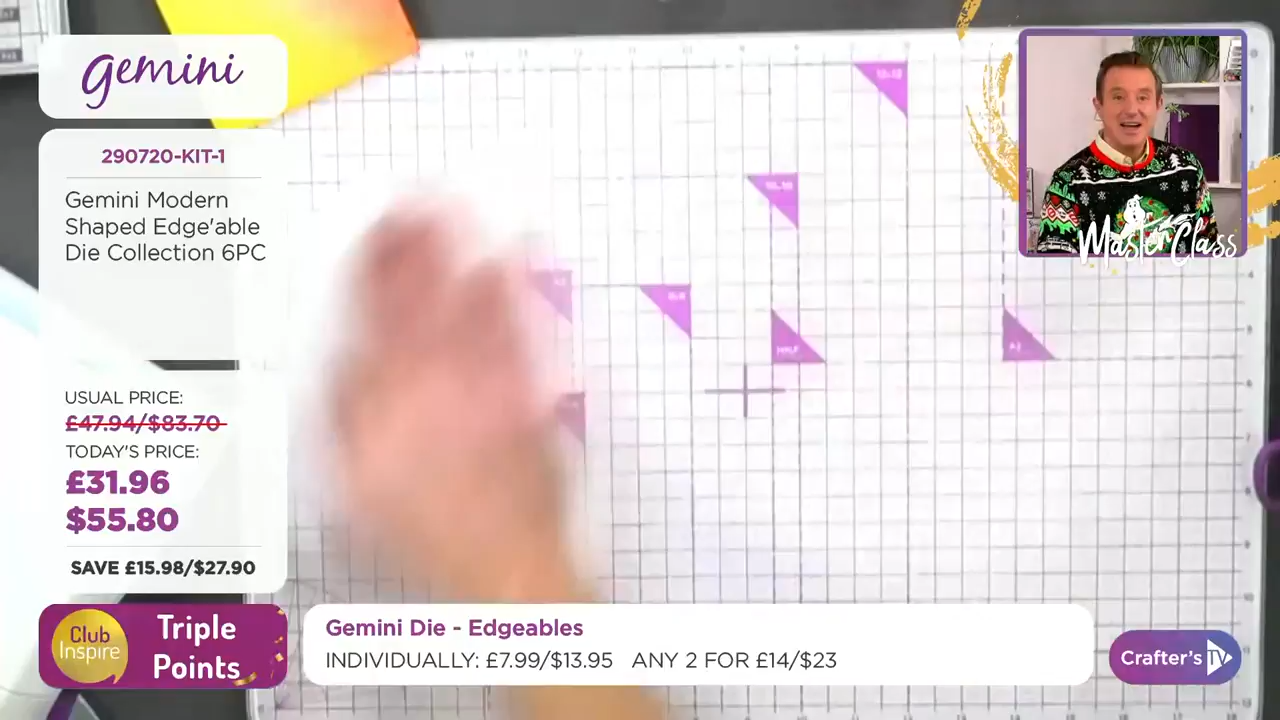 gemini
290720-KIT-1
Gemini Modern
Shaped Edge'able
Die Collection 6PC
USUAL PRICE:
£47.94/$83.70
TODAY'S PRICE:
£31.96
$55.80
SAVE £15.98/$27.90
Club
Inspire
Triple
Points
Gemini Die - Edgeables
INDIVIDUALLY: £7.99/$13.95 ANY 2 FOR £14/$23
MasterClass
Crafter's TV
HALF